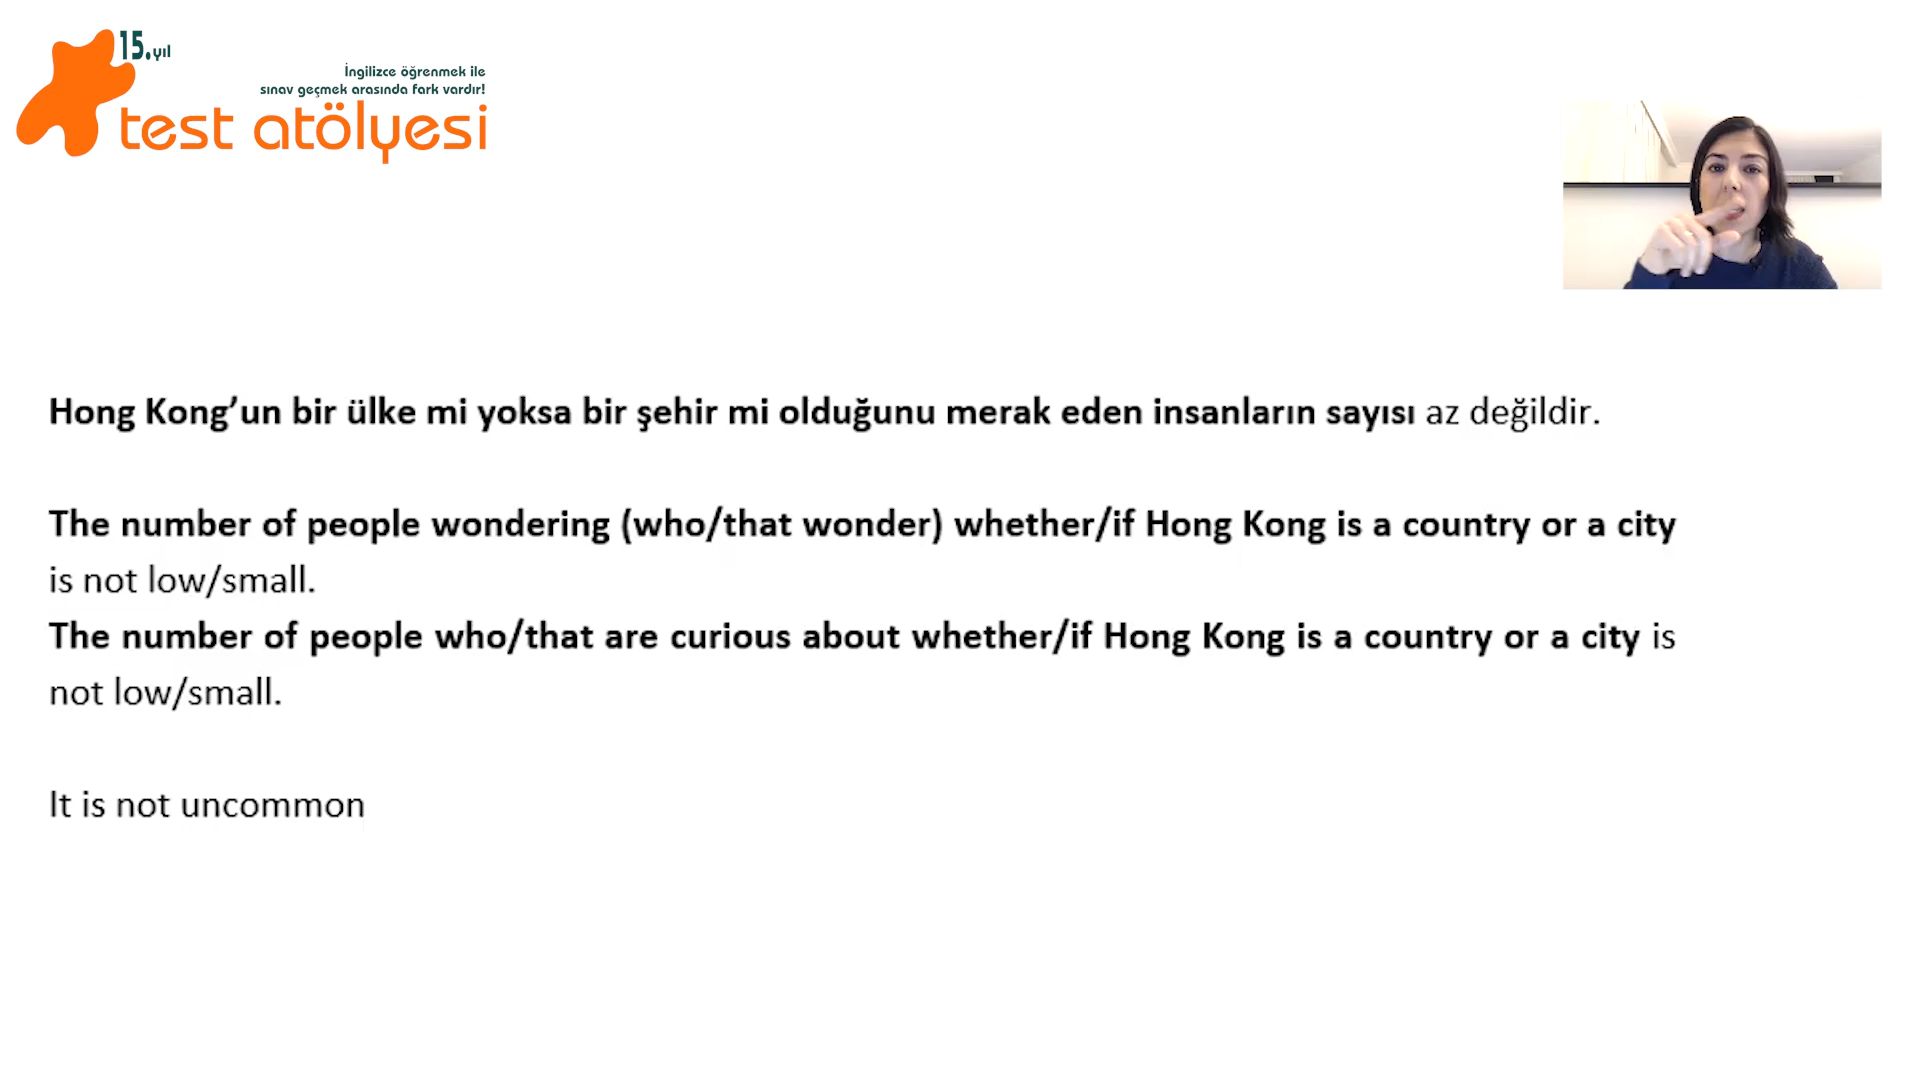 15.yıl
İngilizce öğrenmek ile
sınav geçmek arasında fark vardır!
test atölyesi
Hong Kong’un bir ülke mi yoksa bir şehir mi olduğunu merak eden insanların sayısı az değildir.
The number of people wondering (who/that wonder) whether/if Hong Kong is a country or a city
is not low/small.
The number of people who/that are curious about whether/if Hong Kong is a country or a city is
not low/small.
It is not uncommon